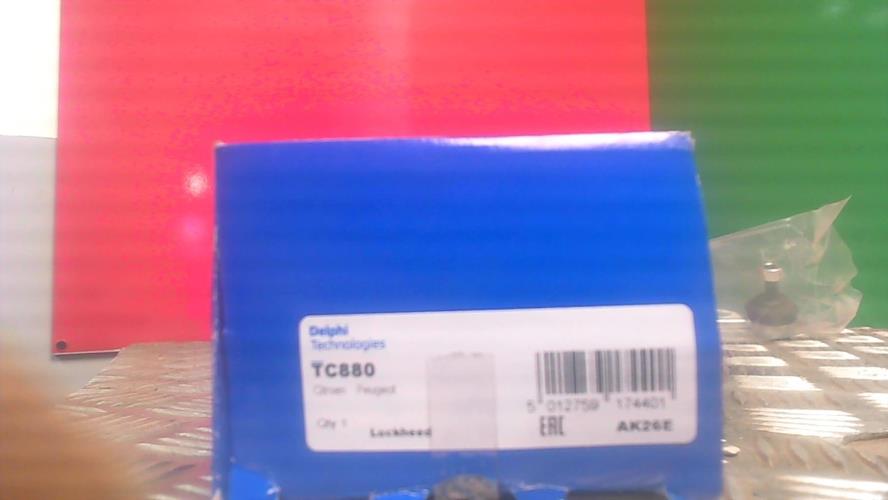 Delphi
Technologies
TC880
Citroen Peugeot
Qty 1
Lockheed
5 012759 174401
EAC
AK26E